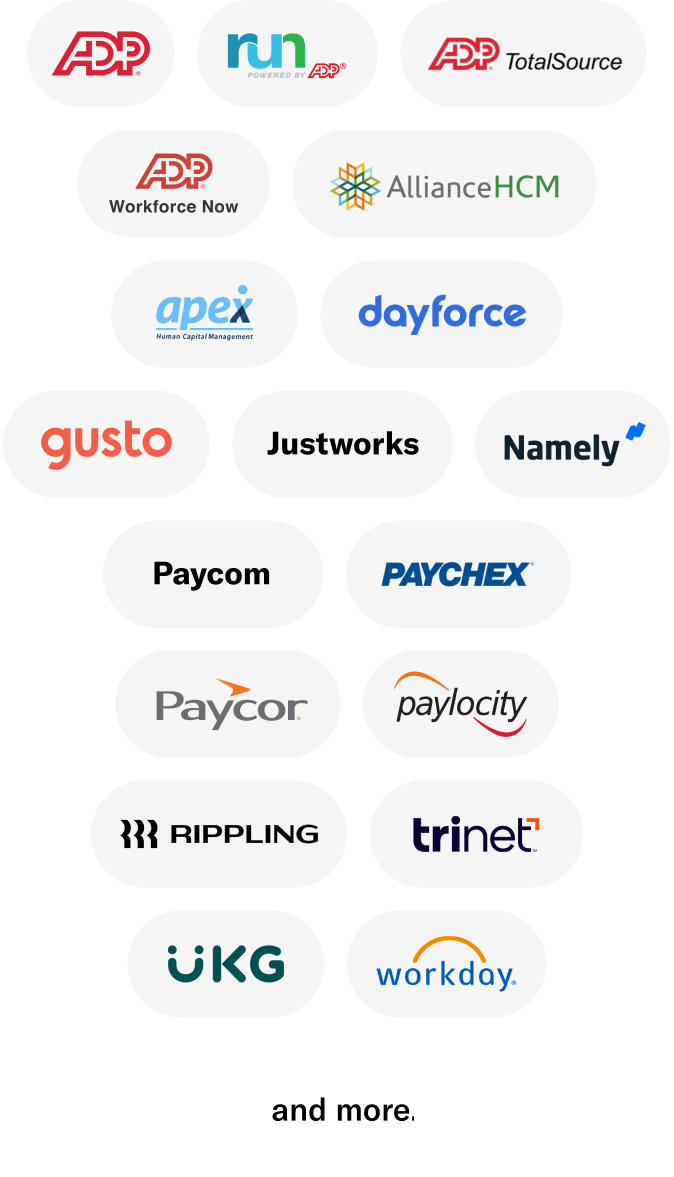 ADP®
run
POWERED BY ADP®
ADP® TotalSource
ADP®
Workforce Now
AllianceHCM
apex
Human Capital Management
dayforce
gusto
Justworks
Namely
Paycom
PAYCHEX®
Paycor®
paylocity
RIPPLING
trinet™
UKG
workday®
and more.